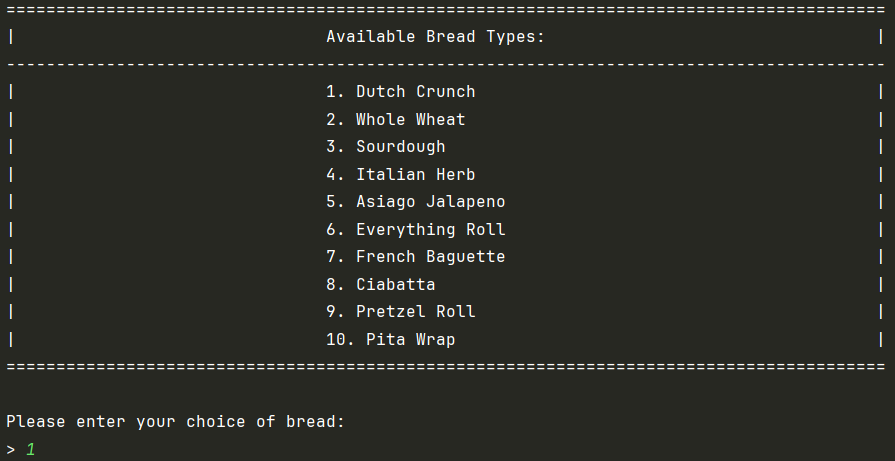 ========================================================================================
| Available Bread Types: |
----------------------------------------------------------------------------------------
| 1. Dutch Crunch |
| 2. Whole Wheat |
| 3. Sourdough |
| 4. Italian Herb |
| 5. Asiago Jalapeno |
| 6. Everything Roll |
| 7. French Baguette |
| 8. Ciabatta |
| 9. Pretzel Roll |
| 10. Pita Wrap |
========================================================================================
Please enter your choice of bread:
> 1